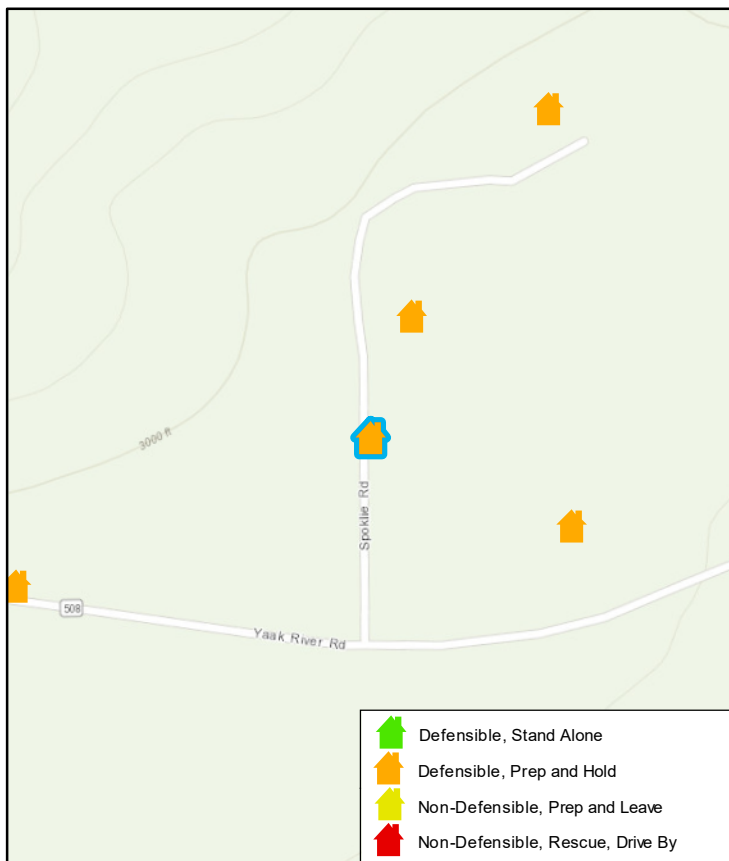 3000 ft
Spoklie Rd
508
Yaak River Rd
Defensible, Stand Alone
Defensible, Prep and Hold
Non-Defensible, Prep and Leave
Non-Defensible, Rescue, Drive By